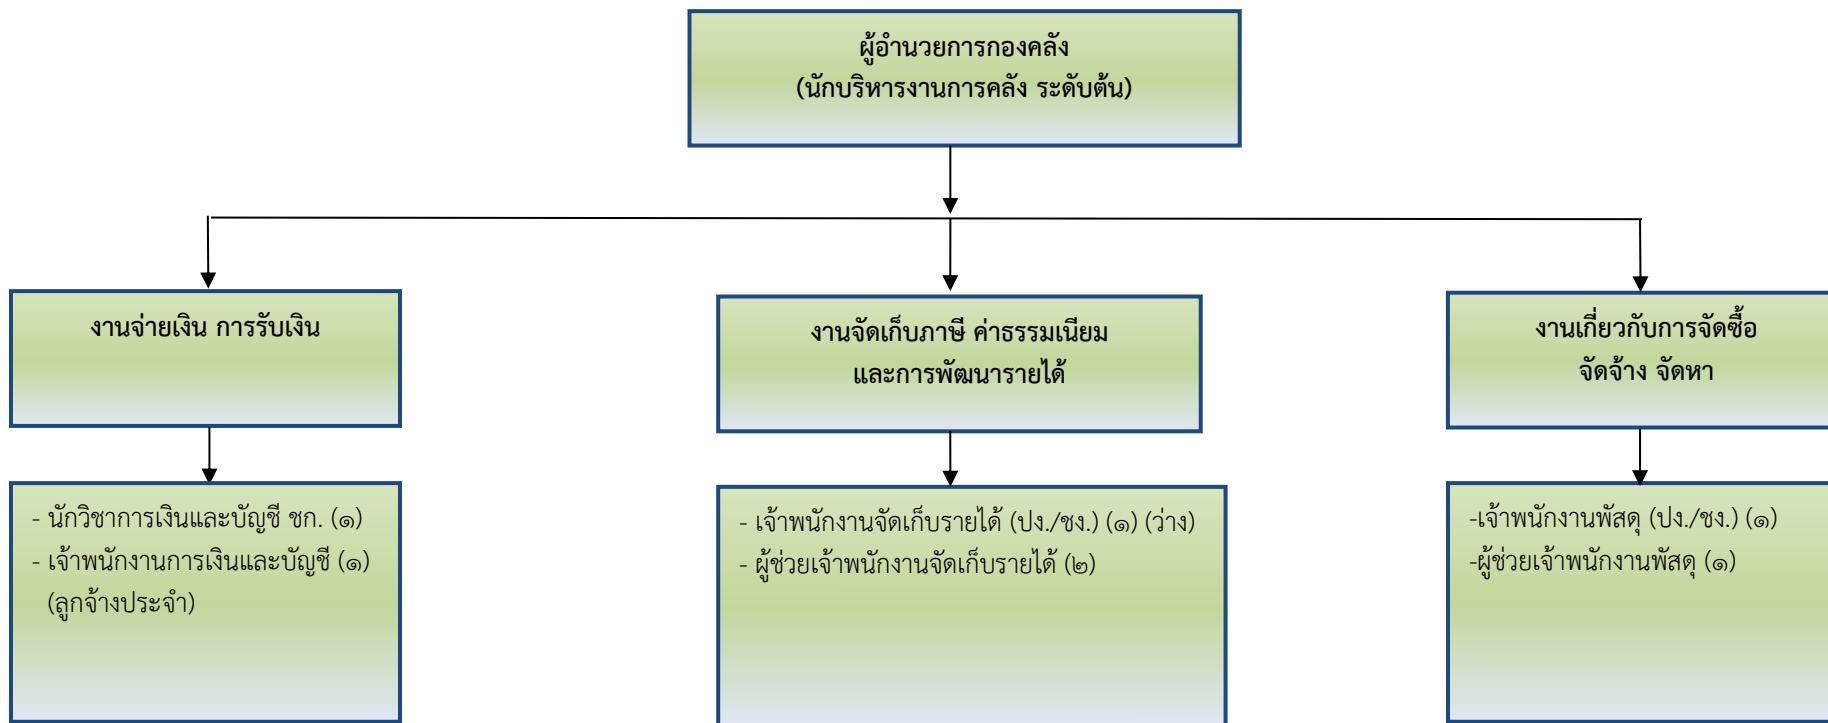 ผู้อำนวยการกองคลัง
(นักบริหารงานการคลัง ระดับต้น)
งานจ่ายเงิน การรับเงิน
งานจัดเก็บภาษี ค่าธรรมเนียม
และการพัฒนารายได้
งานเกี่ยวกับการจัดซื้อ
จัดจ้าง จัดหา
- นักวิชาการเงินและบัญชี ชก. (๑)
- เจ้าพนักงานการเงินและบัญชี (๑)
(ลูกจ้างประจำ)
- เจ้าพนักงานจัดเก็บรายได้ (ปง./ชง.) (๑) (ว่าง)
- ผู้ช่วยเจ้าพนักงานจัดเก็บรายได้ (๒)
-เจ้าพนักงานพัสดุ (ปง./ชง.) (๑)
-ผู้ช่วยเจ้าพนักงานพัสดุ (๑)